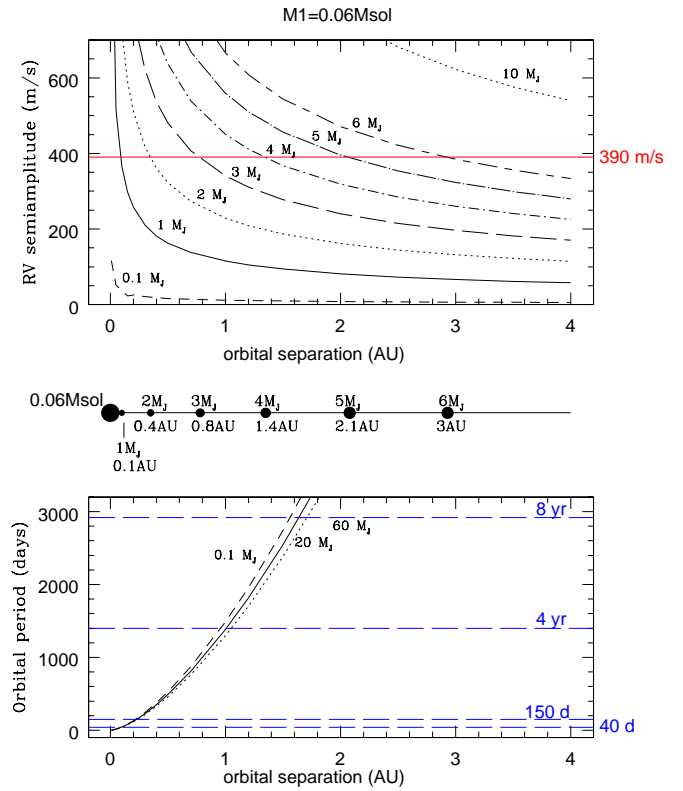 M1=0.06Msol
RV semiamplitude (m/s)
600
400
200
0
10 MJ
6 MJ
5 MJ
4 MJ
3 MJ
2 MJ
1 MJ
0.1 MJ
390 m/s
0 1 2 3 4
orbital separation (AU)
0.06Msol
2MJ 3MJ 4MJ 5MJ 6MJ
0.4AU 0.8AU 1.4AU 2.1AU 3AU
1MJ
0.1AU
Orbital period (days)
3000
2000
1000
0
8 yr
60 MJ
20 MJ
0.1 MJ
4 yr
150 d
40 d
0 1 2 3 4
orbital separation (AU)